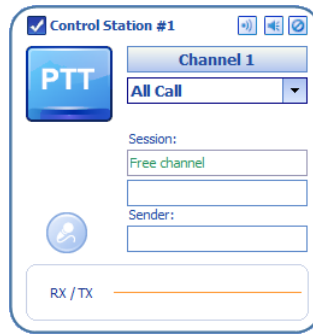 Control Station #1
PTT
Channel 1
All Call
Session:
Free channel
Sender:
RX / TX